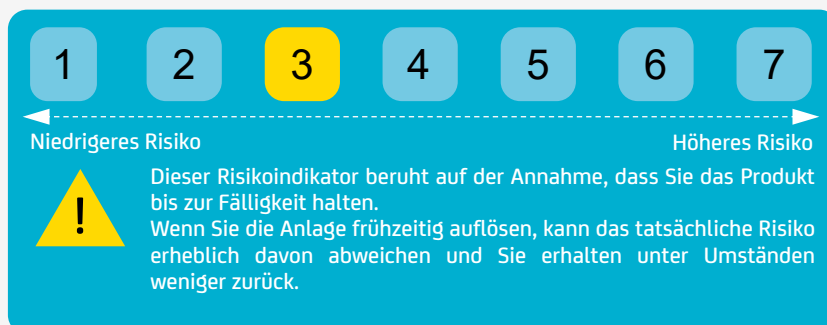 1 2 3 4 5 6 7
Niedrigeres Risiko Höheres Risiko
!
Dieser Risikoindikator beruht auf der Annahme, dass Sie das Produkt
bis zur Fälligkeit halten.
Wenn Sie die Anlage frühzeitig auflösen, kann das tatsächliche Risiko
erheblich davon abweichen und Sie erhalten unter Umständen
weniger zurück.